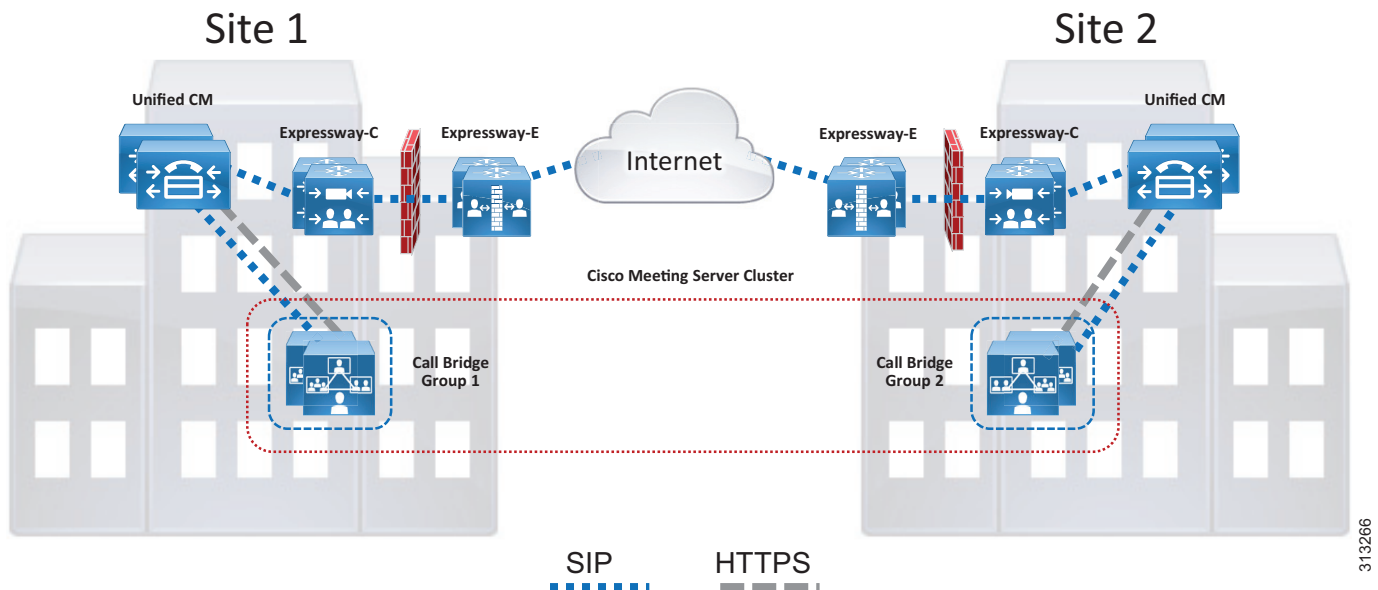 Site 1
Site 2
Unified CM
Unified CM
Expressway-C
Expressway-E
Internet
Expressway-E
Expressway-C
Cisco Meeting Server Cluster
Call Bridge
Group 1
Call Bridge
Group 2
SIP
HTTPS
313266